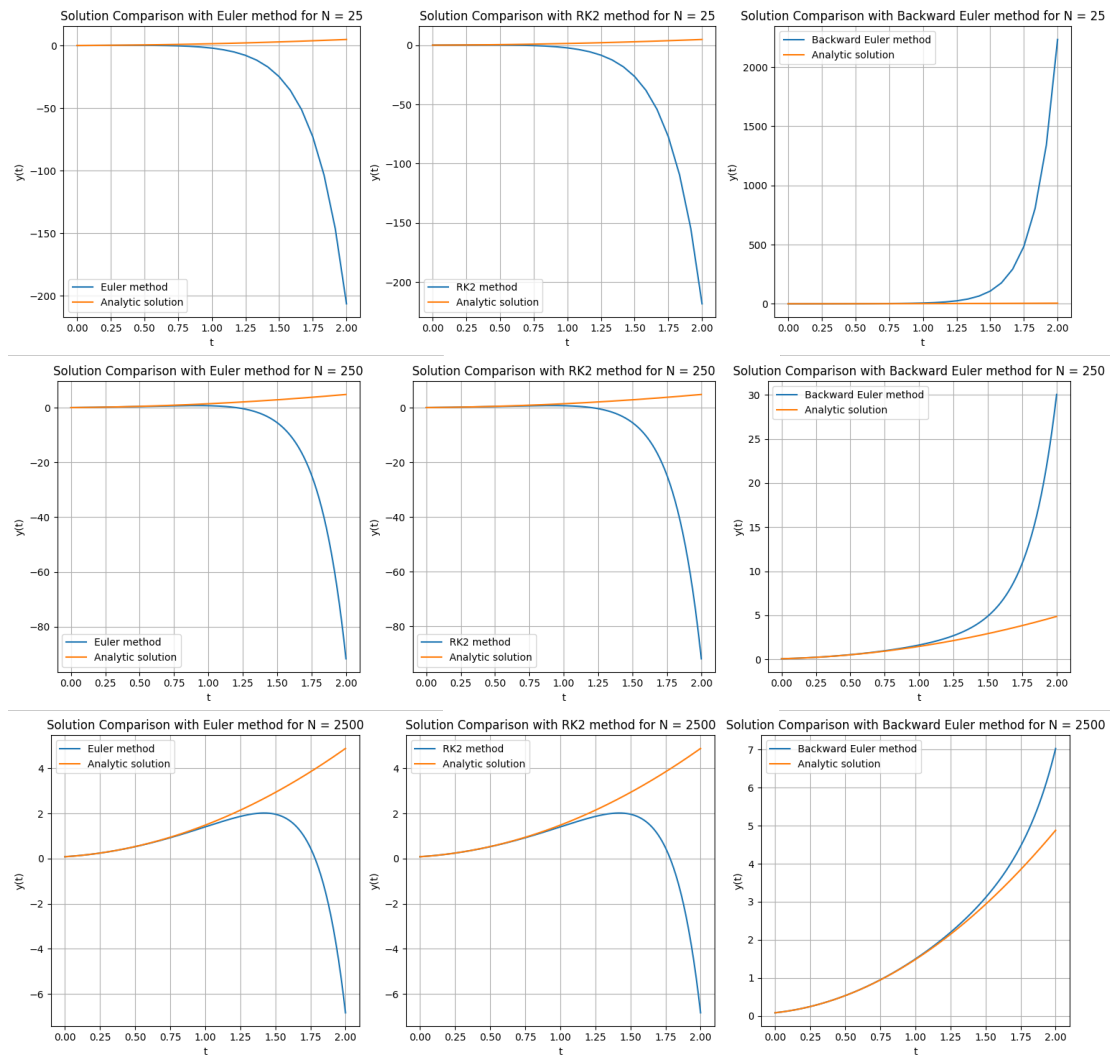 Solution Comparison with Euler method for N = 25
y(t)
0
−50
−100
−150
−200
Euler method
Analytic solution
0.00 0.25 0.50 0.75 1.00 1.25 1.50 1.75 2.00
t
Solution Comparison with RK2 method for N = 25
y(t)
0
−50
−100
−150
−200
RK2 method
Analytic solution
0.00 0.25 0.50 0.75 1.00 1.25 1.50 1.75 2.00
t
Solution Comparison with Backward Euler method for N = 25
Backward Euler method
Analytic solution
y(t)
2000
1500
1000
500
0
0.00 0.25 0.50 0.75 1.00 1.25 1.50 1.75 2.00
t
Solution Comparison with Euler method for N = 250
y(t)
0
−20
−40
−60
−80
Euler method
Analytic solution
0.00 0.25 0.50 0.75 1.00 1.25 1.50 1.75 2.00
t
Solution Comparison with RK2 method for N = 250
y(t)
0
−20
−40
−60
−80
RK2 method
Analytic solution
0.00 0.25 0.50 0.75 1.00 1.25 1.50 1.75 2.00
t
Solution Comparison with Backward Euler method for N = 250
Backward Euler method
Analytic solution
y(t)
30
25
20
15
10
5
0
0.00 0.25 0.50 0.75 1.00 1.25 1.50 1.75 2.00
t
Solution Comparison with Euler method for N = 2500
Euler method
Analytic solution
y(t)
4
2
0
−2
−4
−6
0.00 0.25 0.50 0.75 1.00 1.25 1.50 1.75 2.00
t
Solution Comparison with RK2 method for N = 2500
RK2 method
Analytic solution
y(t)
4
2
0
−2
−4
−6
0.00 0.25 0.50 0.75 1.00 1.25 1.50 1.75 2.00
t
Solution Comparison with Backward Euler method for N = 2500
Backward Euler method
Analytic solution
y(t)
7
6
5
4
3
2
1
0
0.00 0.25 0.50 0.75 1.00 1.25 1.50 1.75 2.00
t